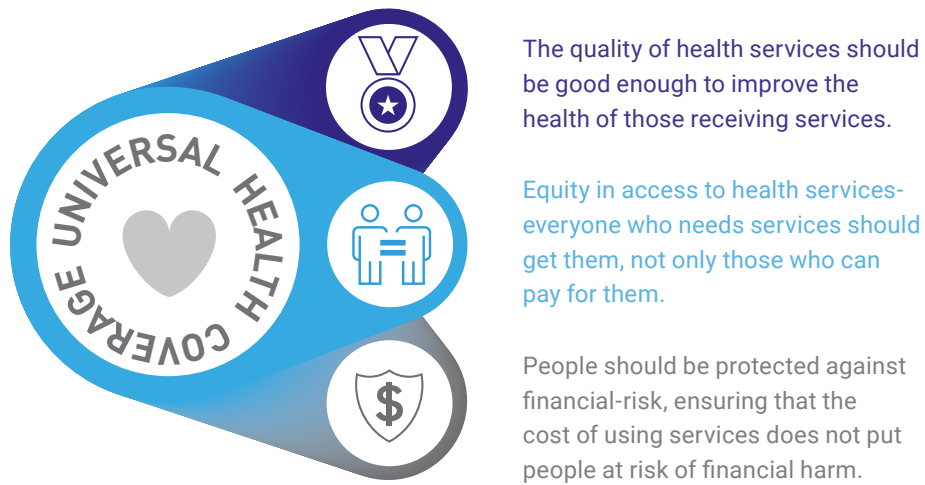 UNIVERSAL HEALTH COVERAGE
The quality of health services should
be good enough to improve the
health of those receiving services.
=
Equity in access to health services-
everyone who needs services should
get them, not only those who can
pay for them.
$
People should be protected against
financial-risk, ensuring that the
cost of using services does not put
people at risk of financial harm.